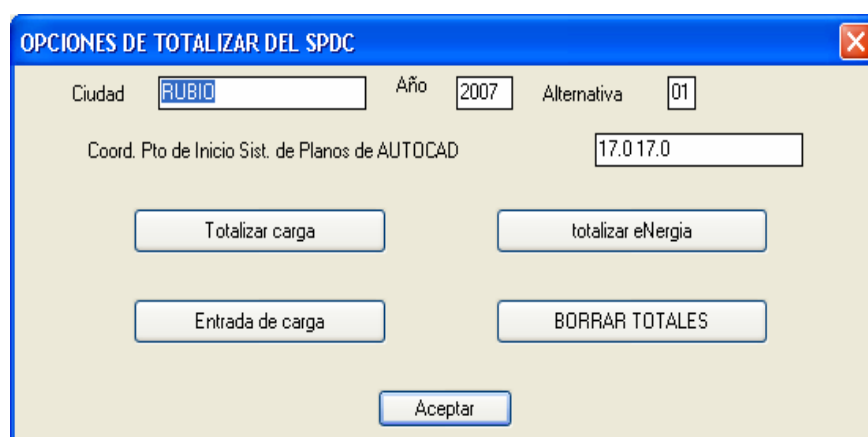 OPCIONES DE TOTALIZAR DEL SPDC
Ciudad RUBIO Año 2007 Alternativa 01
Coord. Pto de Inicio Sist. de Planos de AUTOCAD 17.0 17.0
Totalizar carga totalizar eNergia
Entrada de carga BORRAR TOTALES
Aceptar